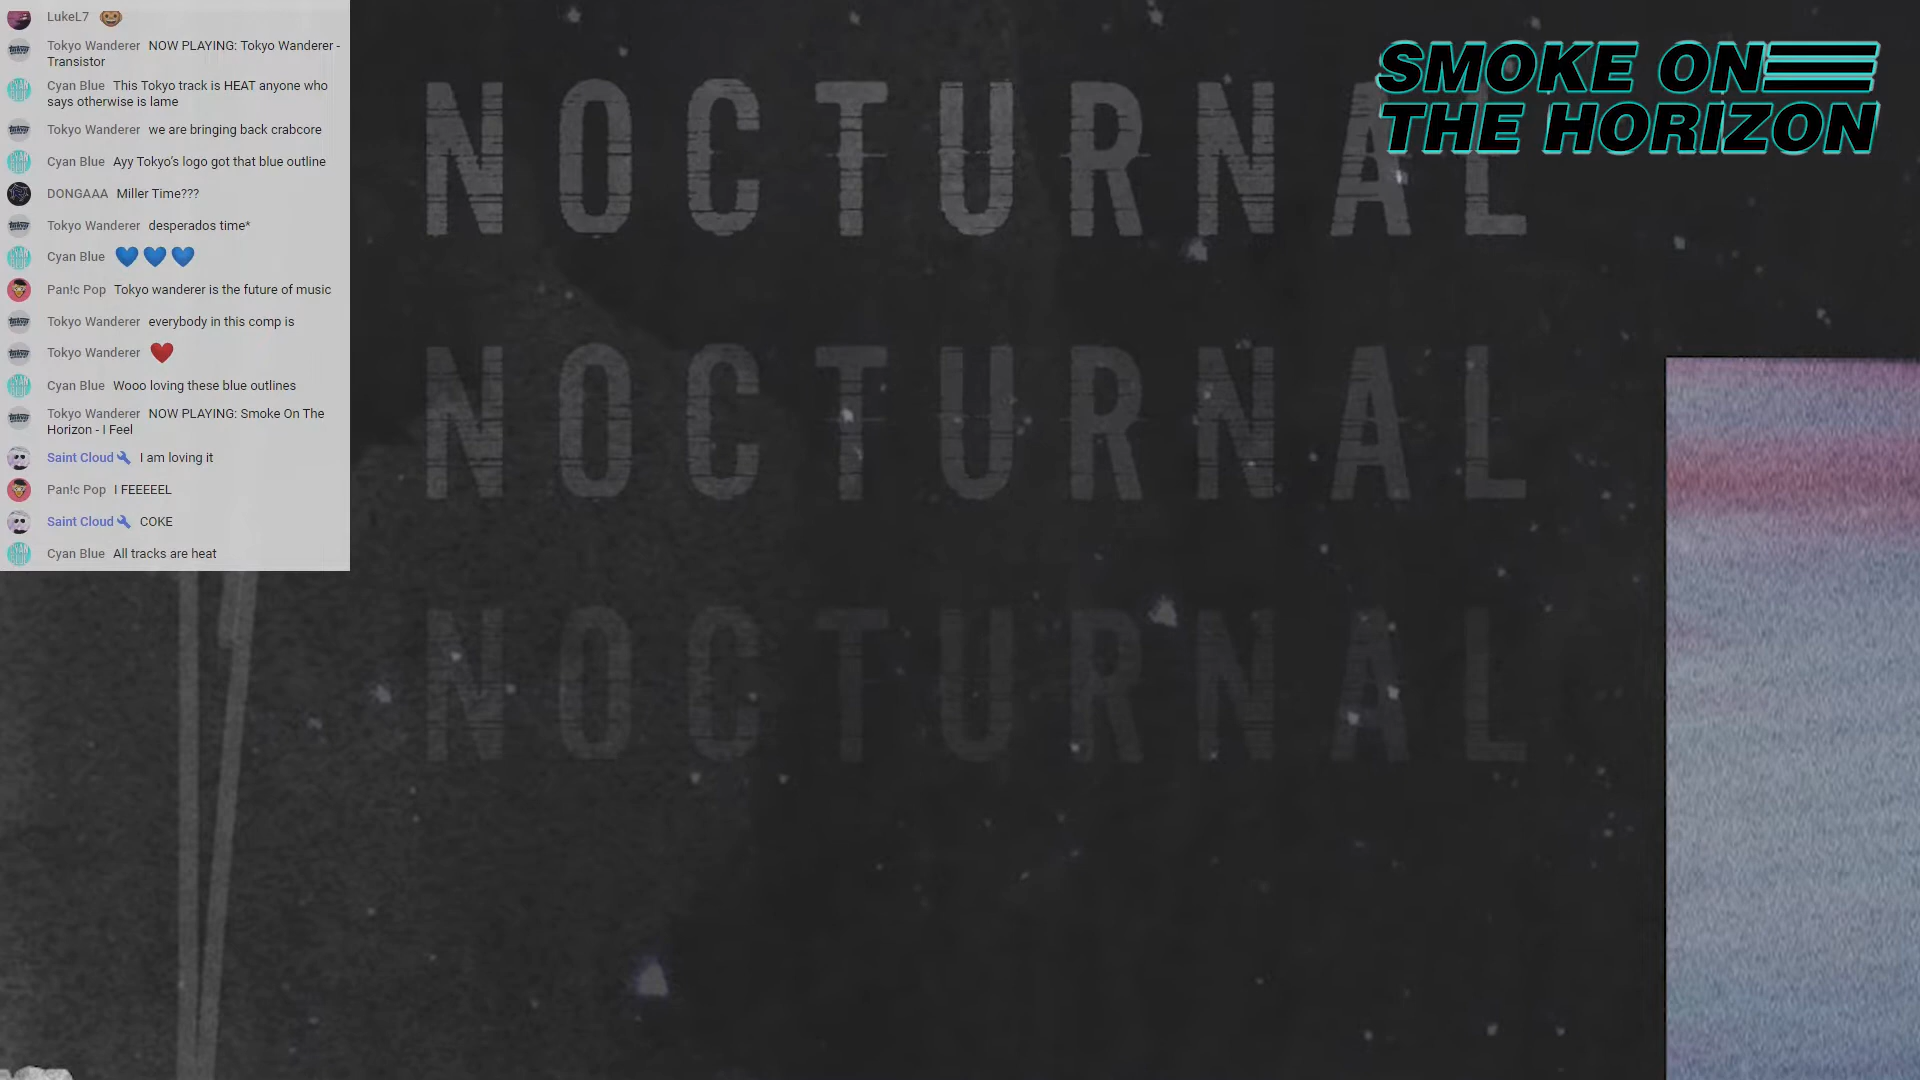 LukeL7
Tokyo Wanderer NOW PLAYING: Tokyo Wanderer -
Transistor
Cyan Blue This Tokyo track is HEAT anyone who
says otherwise is lame
Tokyo Wanderer we are bringing back crabcore
Cyan Blue Ayy Tokyo's logo got that blue outline
DONGAAA Miller Time???
Tokyo Wanderer desperados time*
Cyan Blue 💙💙💙
Pan!c Pop Tokyo wanderer is the future of music
Tokyo Wanderer everybody in this comp is
Tokyo Wanderer ❤️
Cyan Blue Wooo loving these blue outlines
Tokyo Wanderer NOW PLAYING: Smoke On The
Horizon - I Feel
Saint Cloud I am loving it
Pan!c Pop I FEEEEEL
Saint Cloud COKE
Cyan Blue All tracks are heat
NOCTURNAL
NOCTURNAL
NOCTURNAL
SMOKE ON
THE HORIZON